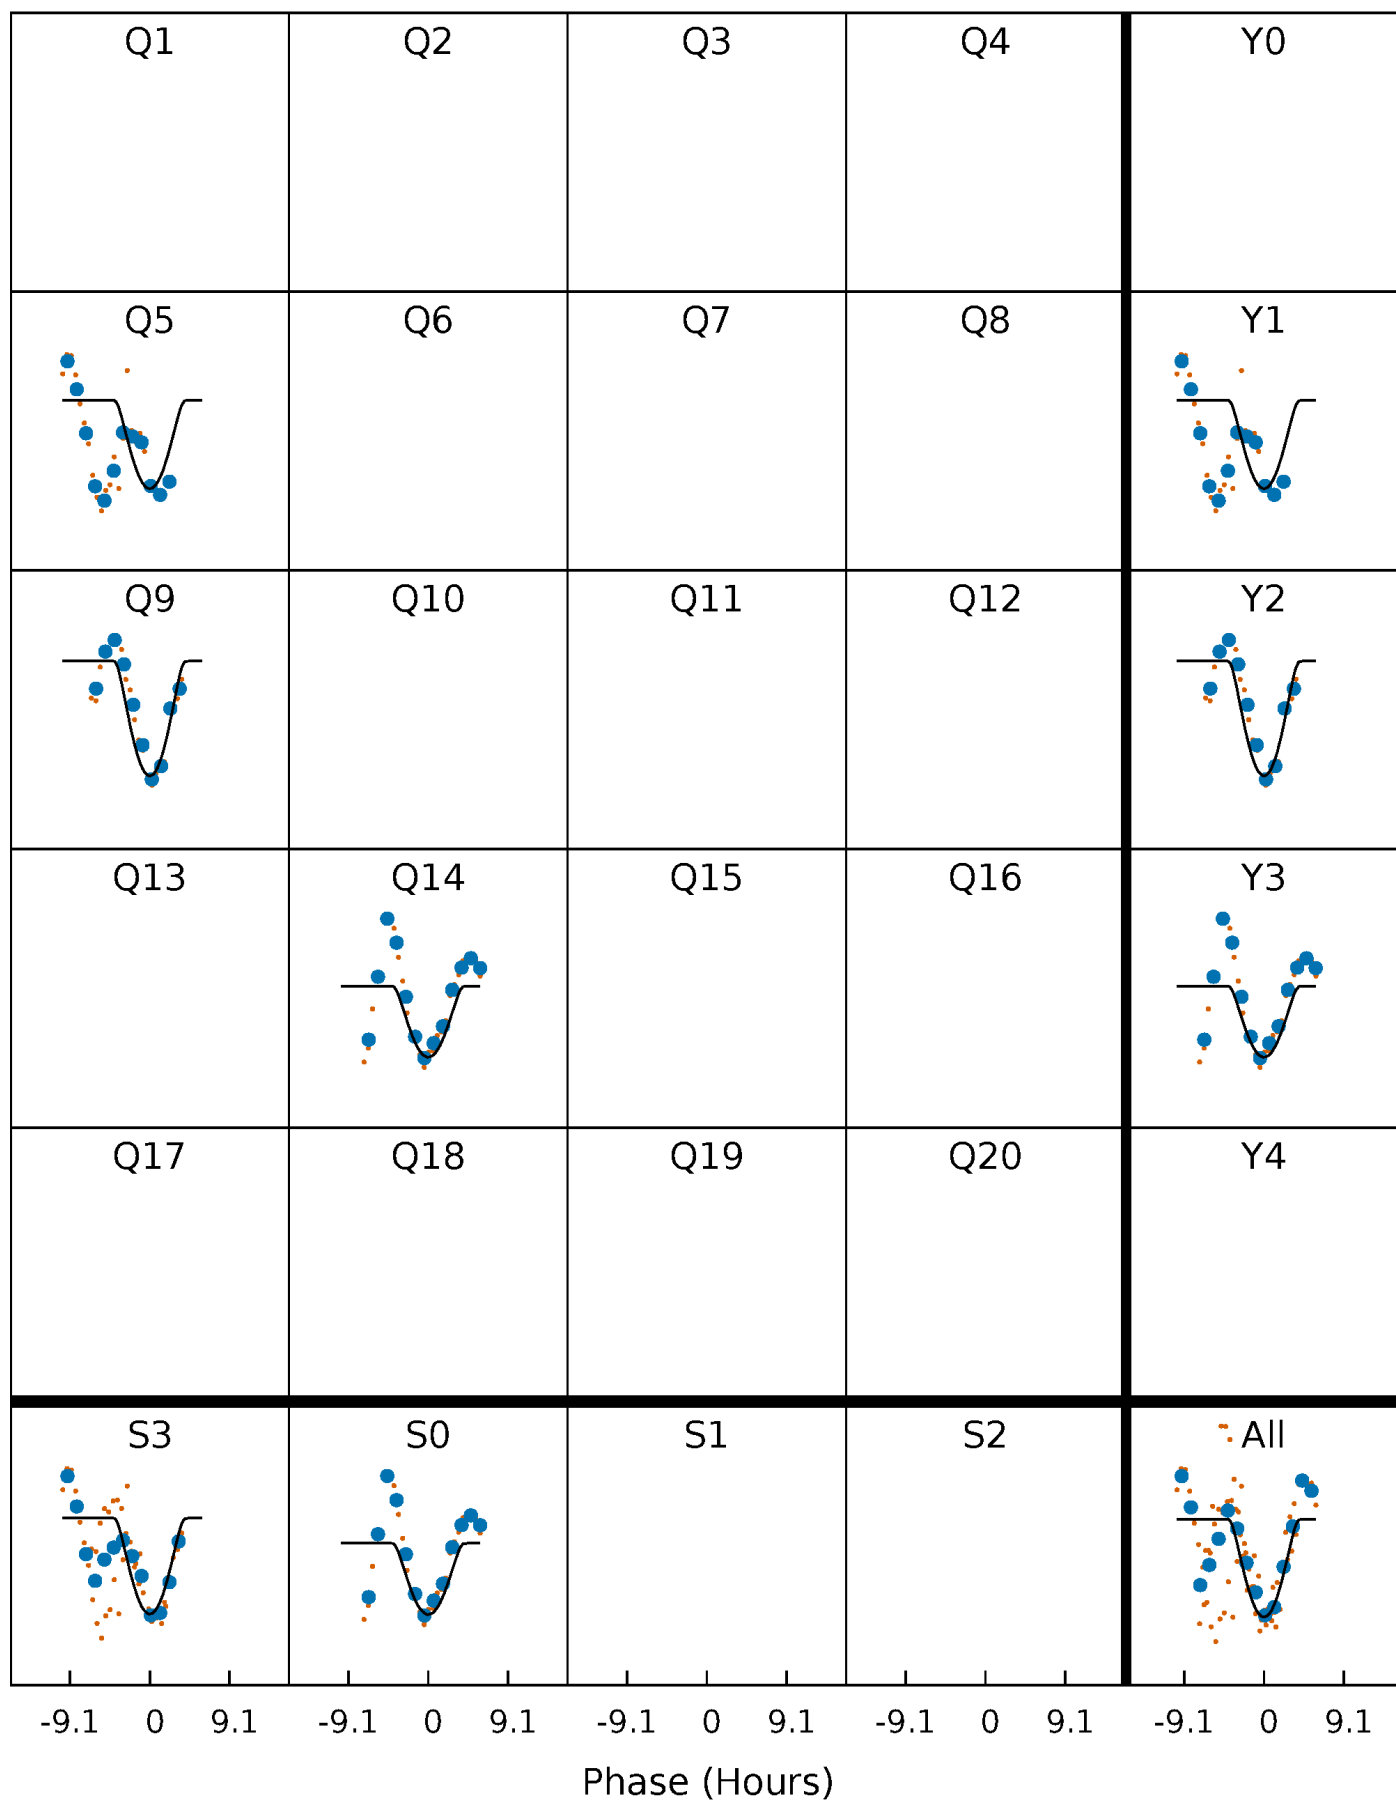 Q1 Q2 Q3 Q4 Y0
Q5 Q6 Q7 Q8 Y1
Q9 Q10 Q11 Q12 Y2
Q13 Q14 Q15 Q16 Y3
Q17 Q18 Q19 Q20 Y4
S3 S0 S1 S2 All
-9.1 0 9.1 -9.1 0 9.1 -9.1 0 9.1 -9.1 0 9.1 -9.1 0 9.1
Phase (Hours)